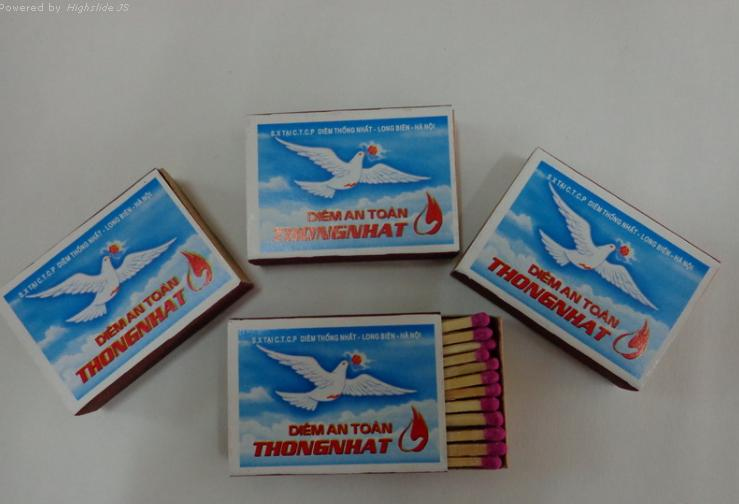 Powered by Highslide JS
S.X TẠI C.T.C.P DIÊM THỐNG NHẤT - LONG BIÊN - HÀ NỘI
DIÊM AN TOÀN
THONGNHAT
S.X TẠI C.T.C.P DIÊM THỐNG NHẤT - LONG BIÊN - HÀ NỘI
DIÊM AN TOÀN
THONGNHAT
S.X TẠI C.T.C.P DIÊM THỐNG NHẤT - LONG BIÊN - HÀ NỘI
DIÊM AN TOÀN
THONGNHAT
S.X TẠI C.T.C.P DIÊM THỐNG NHẤT - LONG BIÊN - HÀ NỘI
DIÊM AN TOÀN
THONGNHAT